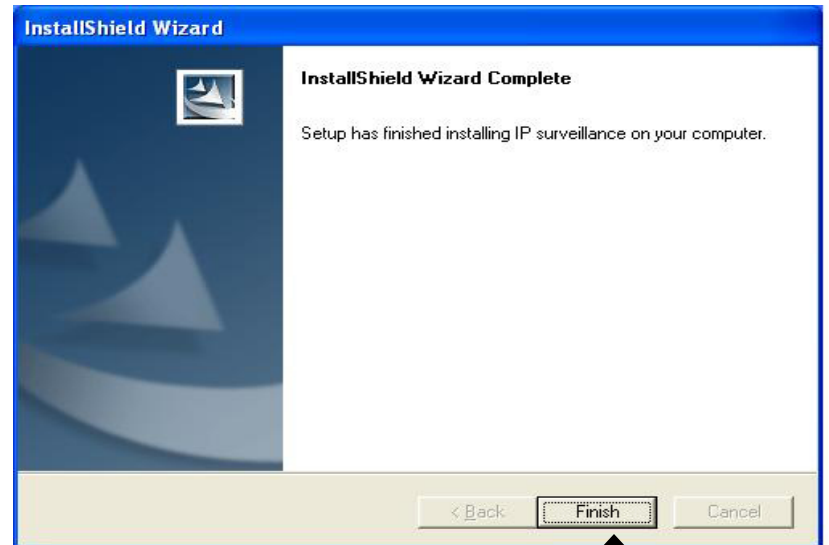 InstallShield Wizard
InstallShield Wizard Complete
Setup has finished installing IP surveillance on your computer.
< Back
Finish
Cancel